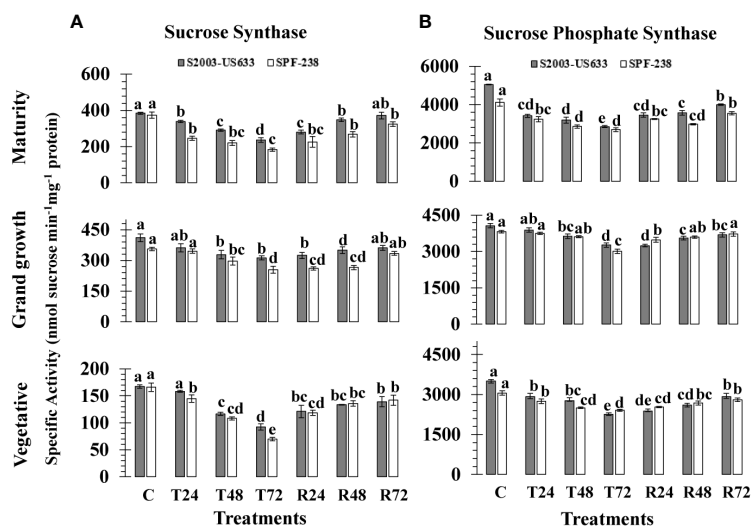 A
Sucrose Synthase
S2003-US633 SPF-238
Maturity
600
400
200
0
a a b b c bc d c c bc b b ab b
Grand growth
450
300
150
0
a a ab ab b bc b d b cd d cd ab ab
Vegetative
200
150
100
50
0
a a a b c cd d e cd cd bc bc b b
C T24 T48 T72 R24 R48 R72
Treatments
Specific Activity (nmol sucrose min⁻¹mg⁻¹ protein)
B
Sucrose Phosphate Synthase
S2003-US633 SPF-238
6000
4000
2000
0
a a cd cd d d e d c cd c cd b b
4500
3000
1500
0
a a ab a bc ab d c d b c ab bc a
4500
3000
1500
0
a a b b b cd e d de cd cd bc b b
C T24 T48 T72 R24 R48 R72
Treatments